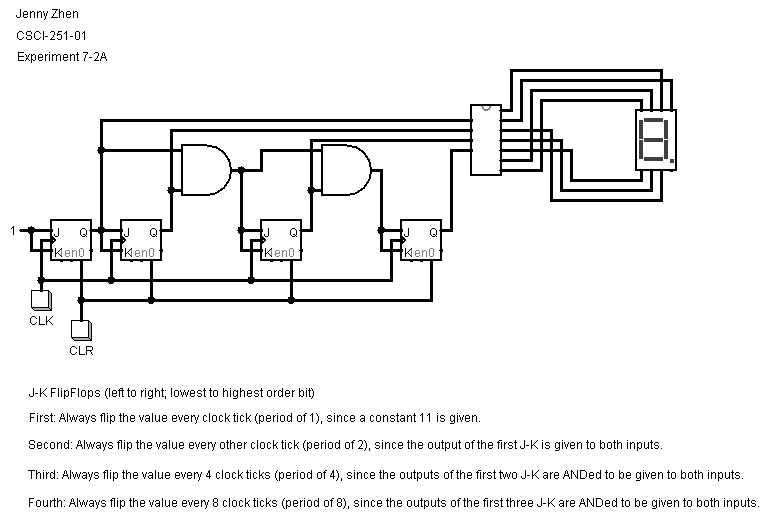 Jenny Zhen
CSCI-251-01
Experiment 7-2A
1
J Q
K en0
J Q
K en0
J Q
K en0
J Q
K en0
CLK
CLR
J-K FlipFlops (left to right; lowest to highest order bit)
First: Always flip the value every clock tick (period of 1), since a constant 11 is given.
Second: Always flip the value every other clock tick (period of 2), since the output of the first J-K is given to both inputs.
Third: Always flip the value every 4 clock ticks (period of 4), since the outputs of the first two J-K are ANDed to be given to both inputs.
Fourth: Always flip the value every 8 clock ticks (period of 8), since the outputs of the first three J-K are ANDed to be given to both inputs.